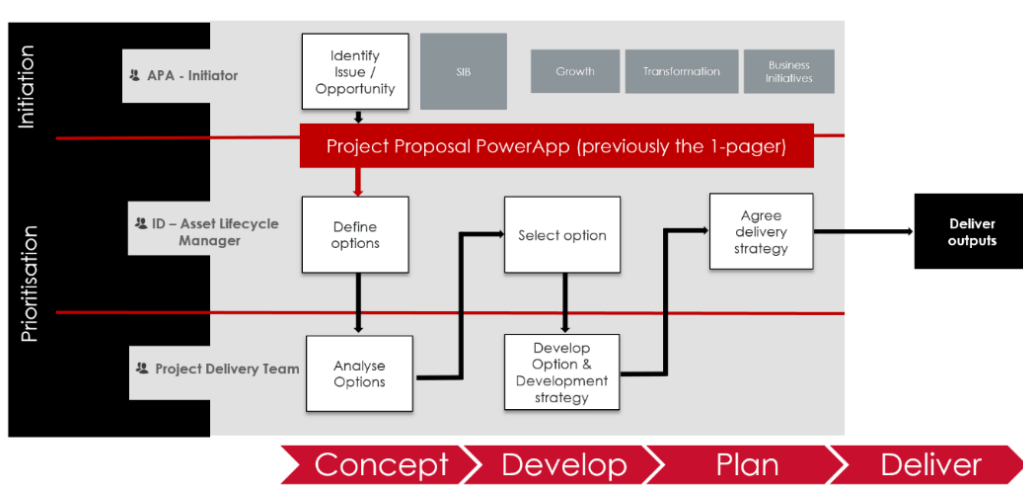 Initiation
APA - Initiator
Identify
Issue /
Opportunity
SIB
Growth
Transformation
Business
Initiatives
Project Proposal PowerApp (previously the 1-pager)
Prioritisation
ID – Asset Lifecycle
Manager
Define
options
Select option
Agree
delivery
strategy
Deliver
outputs
Project Delivery Team
Analyse
Options
Develop
Option &
Development
strategy
Concept
Develop
Plan
Deliver